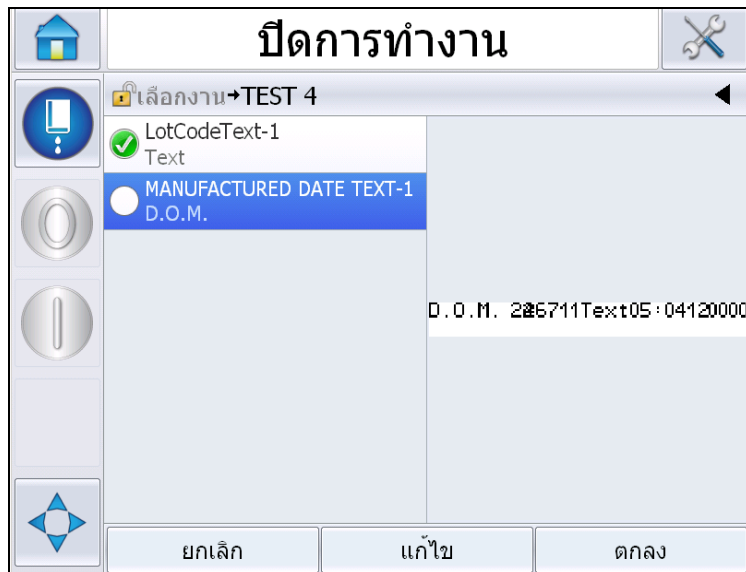 ปิดการทำงาน
เลือกงาน→TEST 4
LotCodeText-1
Text
MANUFACTURED DATE TEXT-1
D.O.M.
D.O.M.
ยกเลิก
แก้ไข
ตกลง